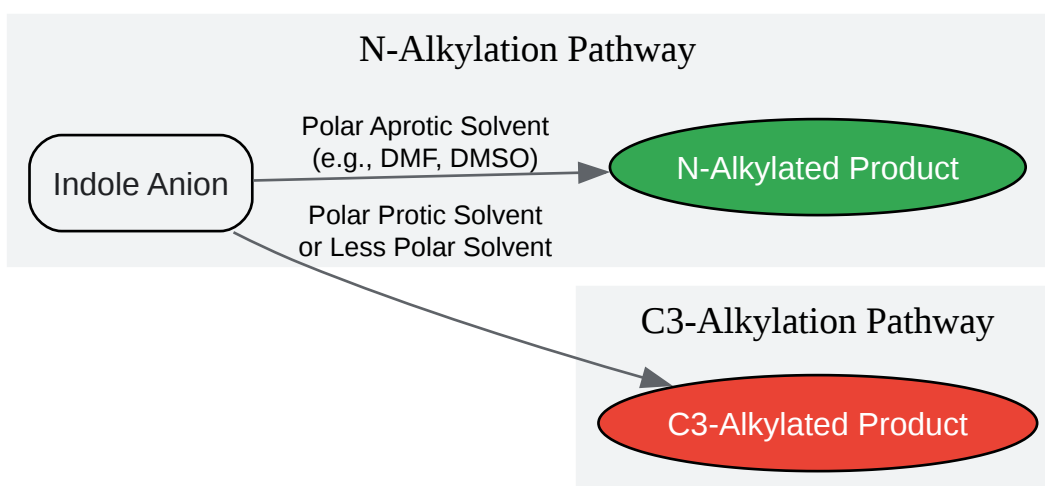 N-Alkylation Pathway
Polar Aprotic Solvent
(e.g., DMF, DMSO)
Indole Anion
N-Alkylated Product
Polar Protic Solvent
or Less Polar Solvent
C3-Alkylation Pathway
C3-Alkylated Product